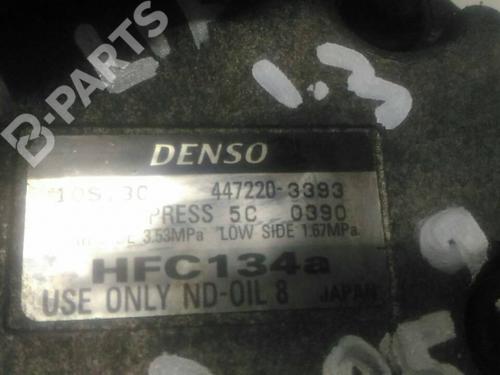 B-PARTS
1.3
DENSO
447220-3393
PRESS 5C 0390
3.53MPa LOW SIDE 1.67MPa
HFC134a
USE ONLY ND-OIL 8 JAPAN